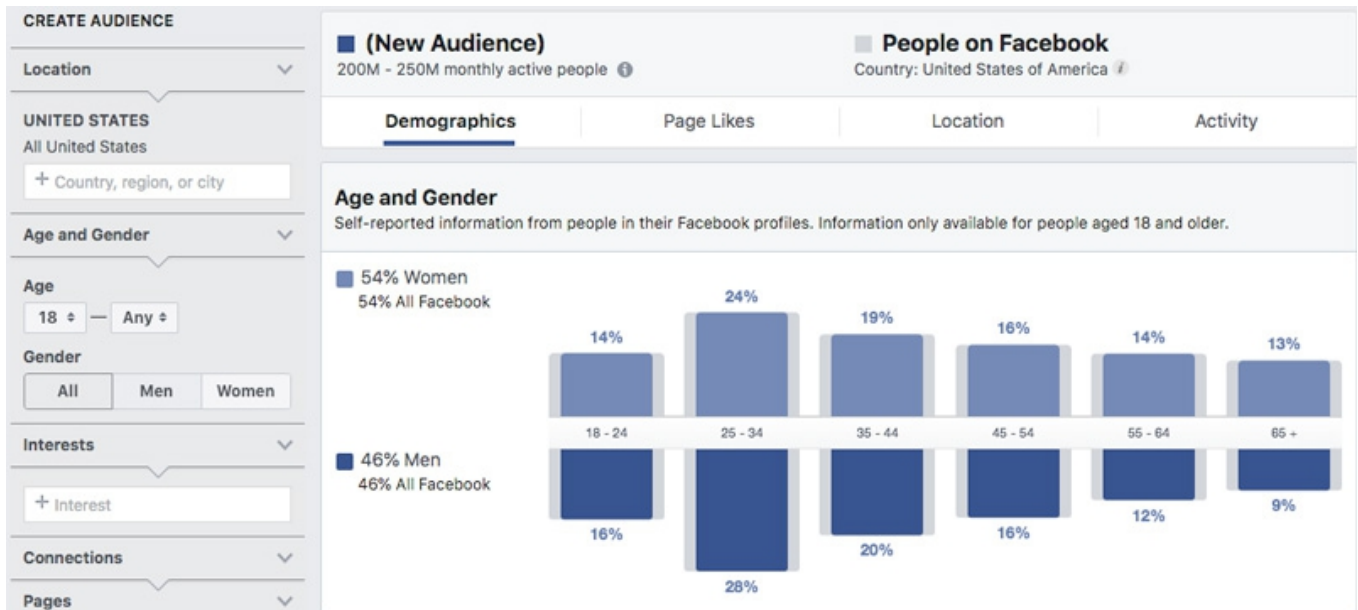 CREATE AUDIENCE
Location
UNITED STATES
All United States
+ Country, region, or city
Age and Gender
Age
18 — Any
Gender
All Men Women
Interests
+ Interest
Connections
Pages
(New Audience)
200M - 250M monthly active people i
People on Facebook
Country: United States of America i
Demographics Page Likes Location Activity
Age and Gender
Self-reported information from people in their Facebook profiles. Information only available for people aged 18 and older.
54% Women
54% All Facebook
14% 24% 19% 16% 14% 13%
18 - 24 25 - 34 35 - 44 45 - 54 55 - 64 65 +
46% Men
46% All Facebook
16% 28% 20% 16% 12% 9%